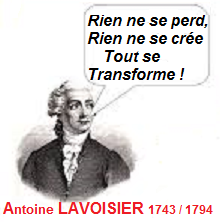 Rien ne se perd,
Rien ne se crée
Tout se
Transforme !
Antoine LAVOISIER 1743 / 1794